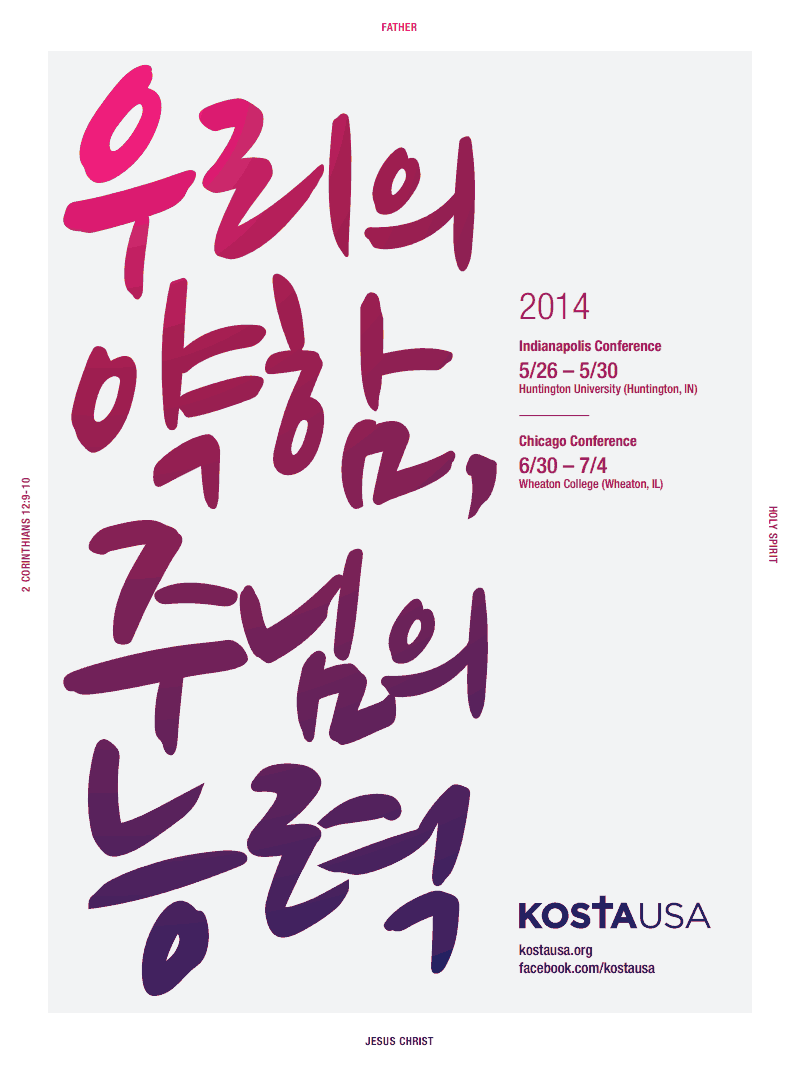 FATHER
우리의
약함,
주님의
능력
2014
Indianapolis Conference
5/26 – 5/30
Huntington University (Huntington, IN)
Chicago Conference
6/30 – 7/4
Wheaton College (Wheaton, IL)
2 CORINTHIANS 12:9-10
HOLY SPIRIT
KOSTAUSA
kostausa.org
facebook.com/kostausa
JESUS CHRIST